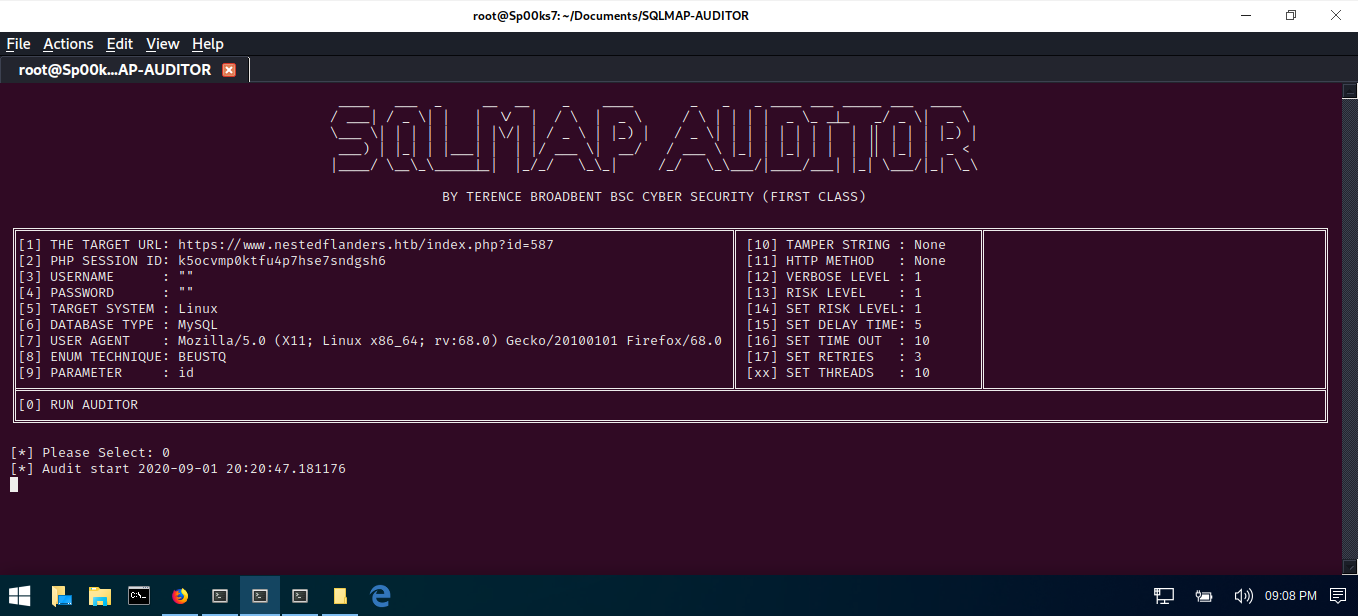 root@Sp00ks7: ~/Documents/SQLMAP-AUDITOR
File Actions Edit View Help
root@Sp00k...AP-AUDITOR
SQLMAP AUDITOR
BY TERENCE BROADBENT BSC CYBER SECURITY (FIRST CLASS)
[1] THE TARGET URL: https://www.nestedflanders.htb/index.php?id=587
[2] PHP SESSION ID: k5ocvmp0ktfu4p7hse7sndgsh6
[3] USERNAME      : ""
[4] PASSWORD      : ""
[5] TARGET SYSTEM : Linux
[6] DATABASE TYPE : MySQL
[7] USER AGENT    : Mozilla/5.0 (X11; Linux x86_64; rv:68.0) Gecko/20100101 Firefox/68.0
[8] ENUM TECHNIQUE: BEUSTQ
[9] PARAMETER     : id
[10] TAMPER STRING : None
[11] HTTP METHOD   : None
[12] VERBOSE LEVEL : 1
[13] RISK LEVEL    : 1
[14] SET RISK LEVEL: 1
[15] SET DELAY TIME: 5
[16] SET TIME OUT  : 10
[17] SET RETRIES   : 3
[xx] SET THREADS   : 10
[0] RUN AUDITOR
[*] Please Select: 0
[*] Audit start 2020-09-01 20:20:47.181176
09:08 PM